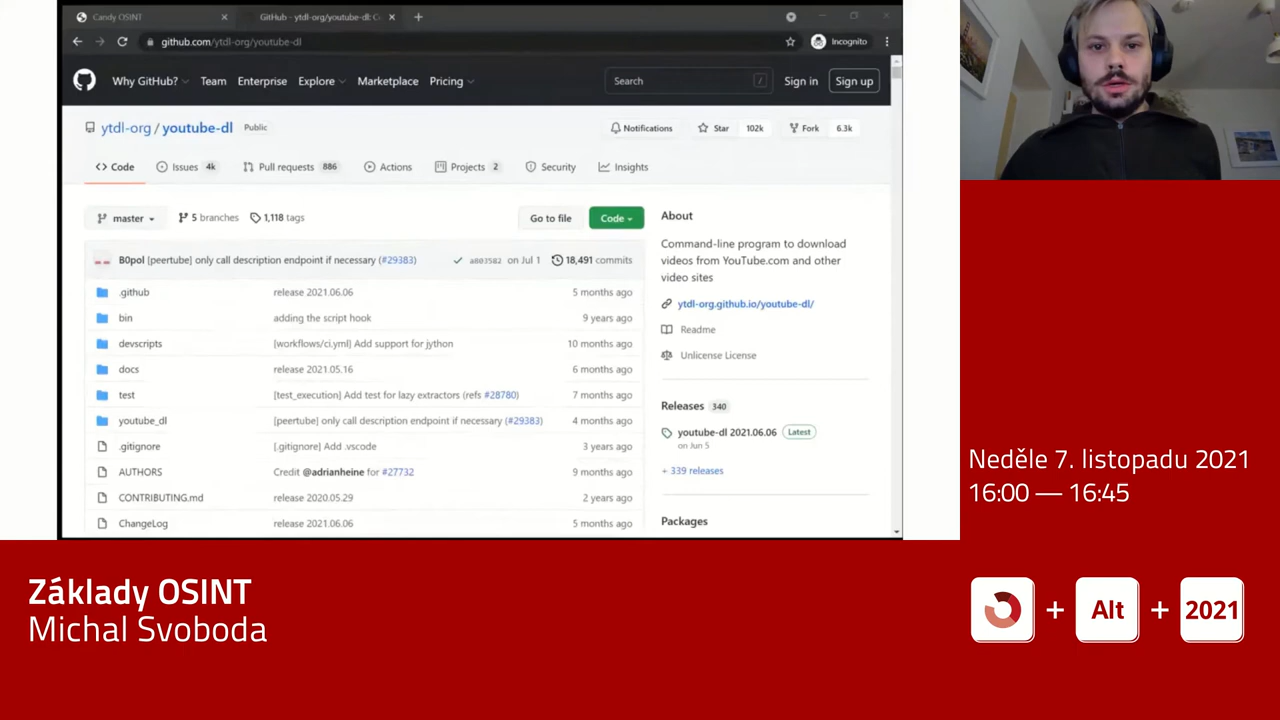 Candy OSINT
GitHub - ytdl-org/youtube-dl: C
github.com/ytdl-org/youtube-dl
Incognito
Why GitHub? Team Enterprise Explore Marketplace Pricing
Search /
Sign in Sign up
ytdl-org / youtube-dl Public
Notifications Star 102k Fork 6.3k
Code Issues 4k Pull requests 886 Actions Projects 2 Security Insights
master 5 branches 1,118 tags Go to file Code
B0pol [peertube] only call description endpoint if necessary (#29383) a803582 on Jul 1 18,491 commits
.github release 2021.06.06 5 months ago
bin adding the script hook 9 years ago
devscripts [workflows/ci.yml] Add support for jython 10 months ago
docs release 2021.05.16 6 months ago
test [test_execution] Add test for lazy extractors (refs #28780) 7 months ago
youtube_dl [peertube] only call description endpoint if necessary (#29383) 4 months ago
.gitignore [.gitignore] Add .vscode 3 years ago
AUTHORS Credit @adrianheine for #27732 9 months ago
CONTRIBUTING.md release 2020.05.29 2 years ago
ChangeLog release 2021.06.06 5 months ago
About
Command-line program to download
videos from YouTube.com and other
video sites
ytdl-org.github.io/youtube-dl/
Readme
Unlicense License
Releases 340
youtube-dl 2021.06.06 Latest
on Jun 5
+ 339 releases
Packages
Neděle 7. listopadu 2021
16:00 — 16:45
Základy OSINT
Michal Svoboda
+ Alt + 2021